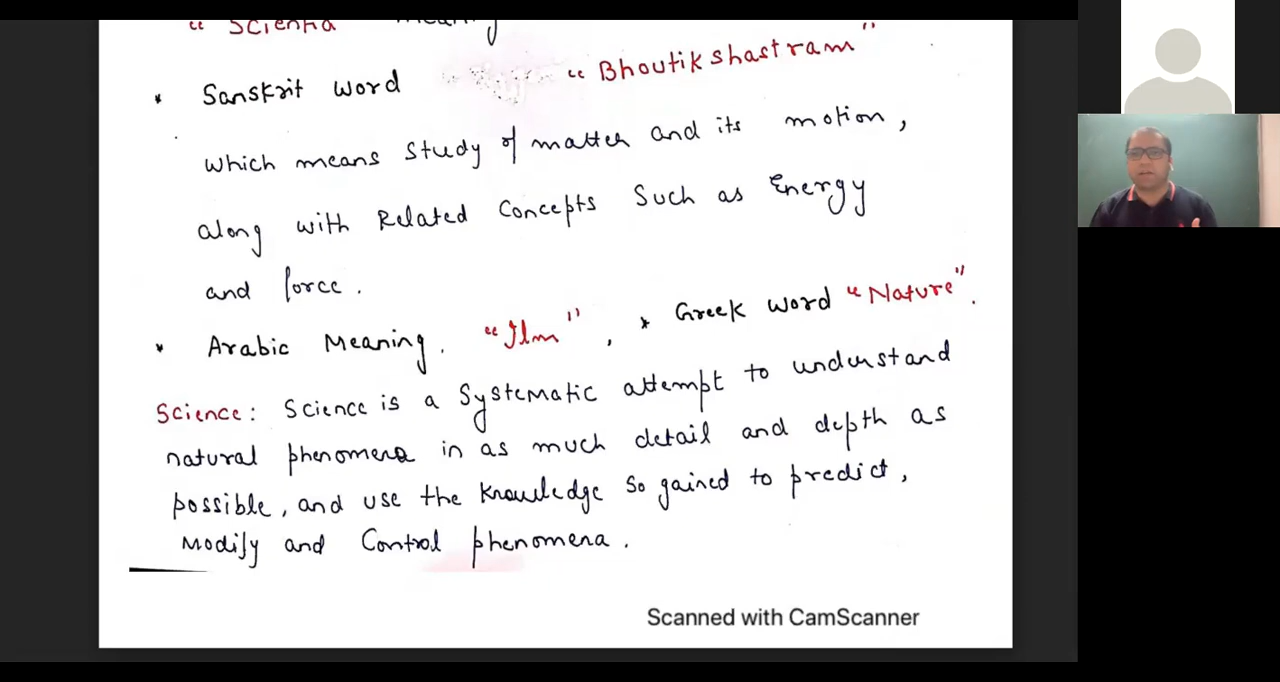 "Scientia"
* Sanskrit word "Bhoutikshastram"
which means study of matter and its motion,
along with Related Concepts Such as Energy
and force.
* Arabic Meaning. "Ilm", * Greek word "Nature".
Science: Science is a Systematic attempt to understand
natural phenomena in as much detail and depth as
possible, and use the Knowledge so gained to predict,
Modify and Control phenomena.
Scanned with CamScanner